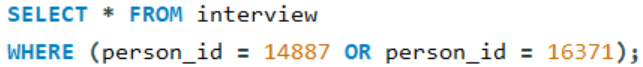 SELECT * FROM interview
WHERE (person_id = 14887 OR person_id = 16371);